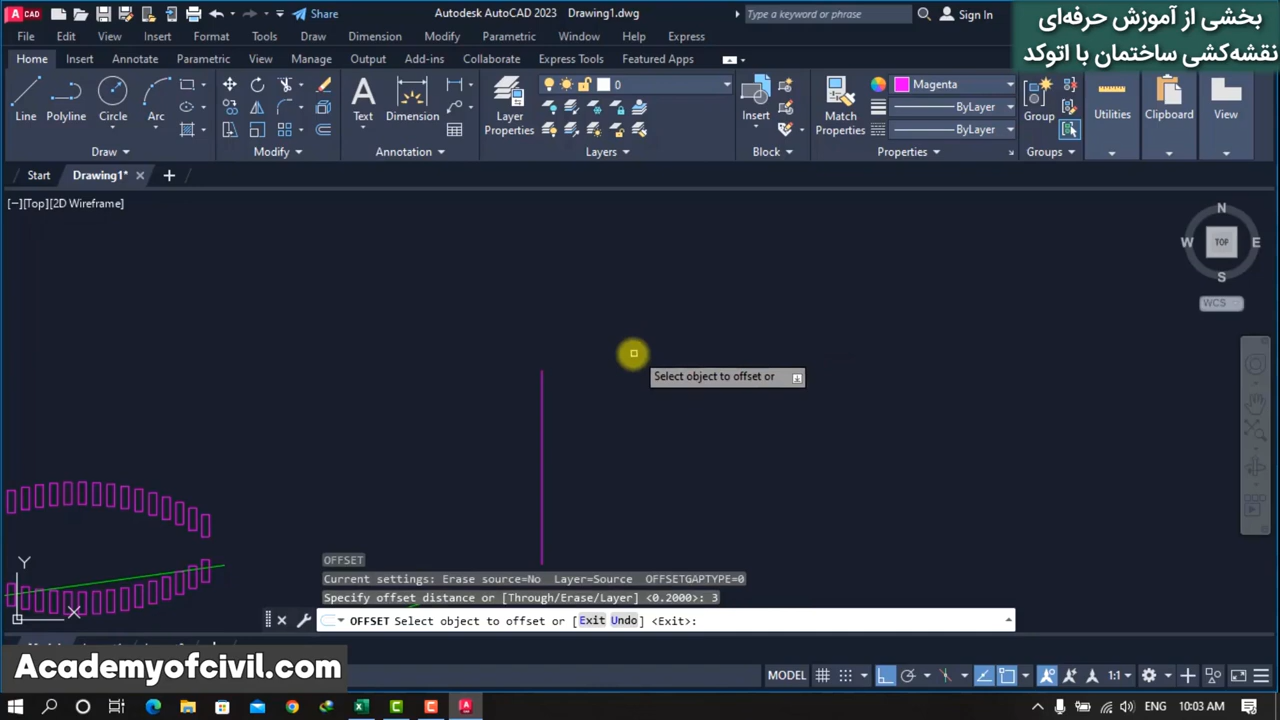 CAD
Share
Autodesk AutoCAD 2023 Drawing1.dwg
Type a keyword or phrase
Sign In
بخشی از آموزش حرفه‌ای
نقشه‌کشی ساختمان با اتوکد
File Edit View Insert Format Tools Draw Dimension Modify Parametric Window Help Express
Home Insert Annotate Parametric View Manage Output Add-ins Collaborate Express Tools Featured Apps
0
Magenta
ByLayer
ByLayer
Line Polyline Circle Arc
Text Dimension
Layer Properties
Insert
Match Properties
Group
Utilities Clipboard View
Draw Modify Annotation Layers Block Properties Groups
Start Drawing1*
[−][Top][2D Wireframe]
N
W TOP E
S
WCS
Select object to offset or
Y
X
OFFSET
Current settings: Erase source=No Layer=Source OFFSETGAPTYPE=0
Specify offset distance or [Through/Erase/Layer] <0.2000>: 3
OFFSET Select object to offset or [Exit Undo] <Exit>:
Academyofcivil.com
MODEL
1:1
ENG 10:03 AM